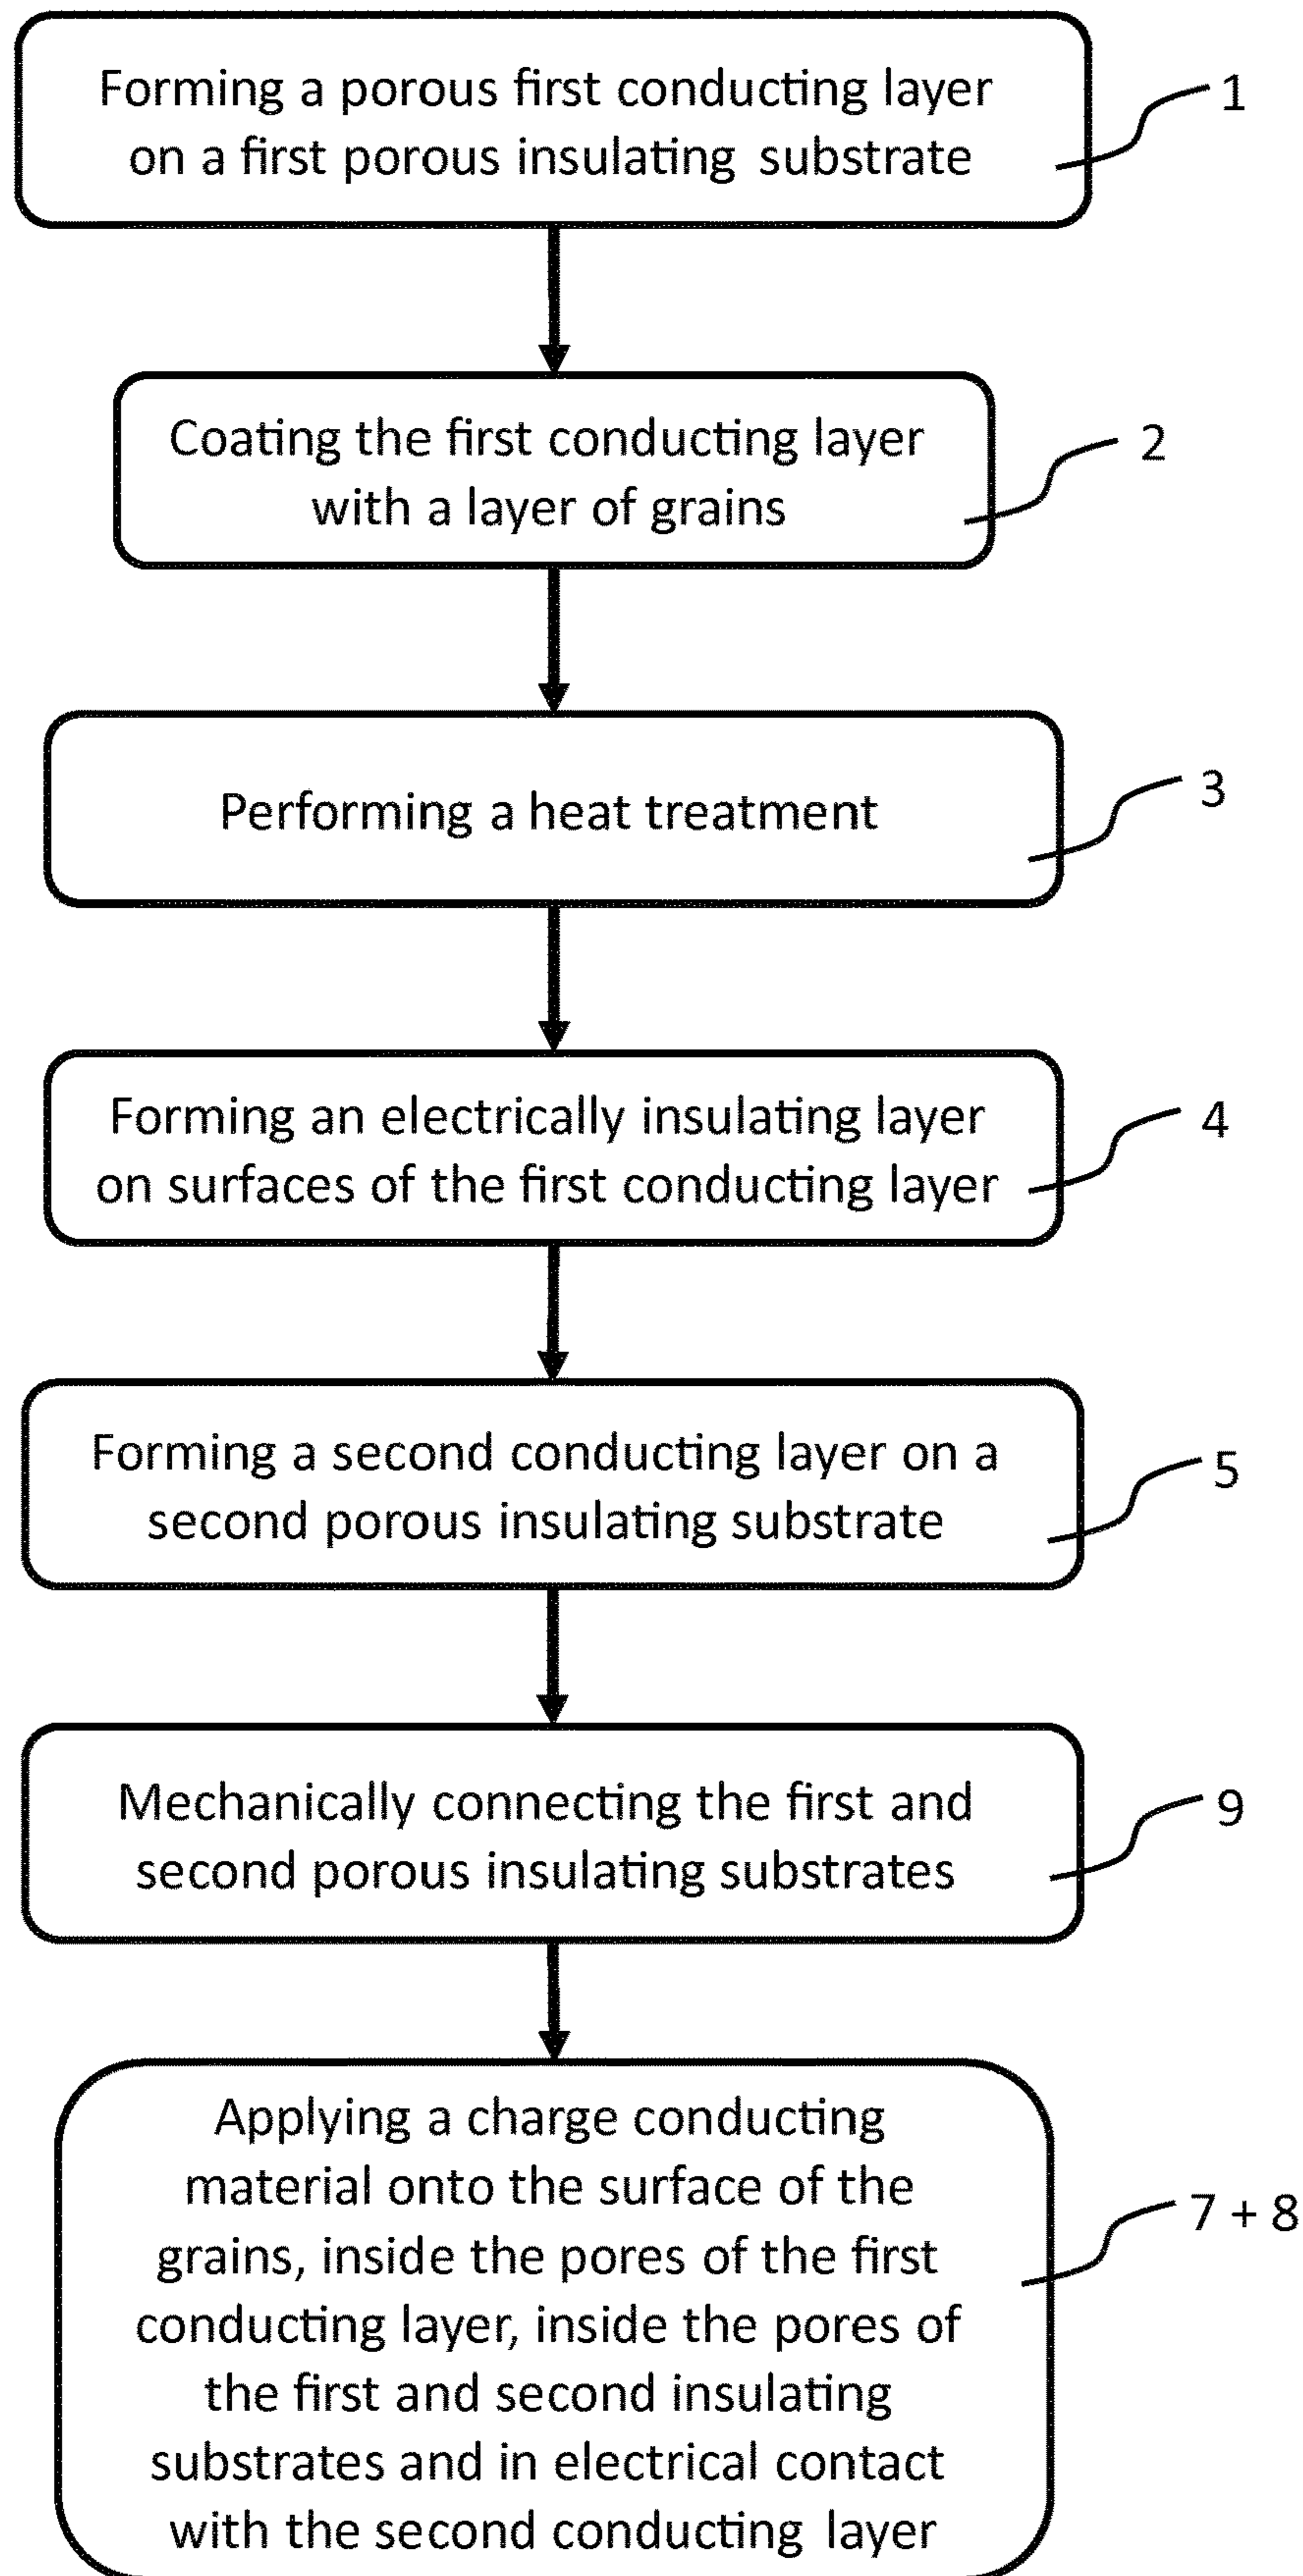 Forming a porous first conducting layer
on a first porous insulating substrate
1
Coating the first conducting layer
with a layer of grains
2
Performing a heat treatment
3
Forming an electrically insulating layer
on surfaces of the first conducting layer
4
Forming a second conducting layer on a
second porous insulating substrate
5
Mechanically connecting the first and
second porous insulating substrates
9
Applying a charge conducting
material onto the surface of the
grains, inside the pores of the first
conducting layer, inside the pores of
the first and second insulating
substrates and in electrical contact
with the second conducting layer
7 + 8